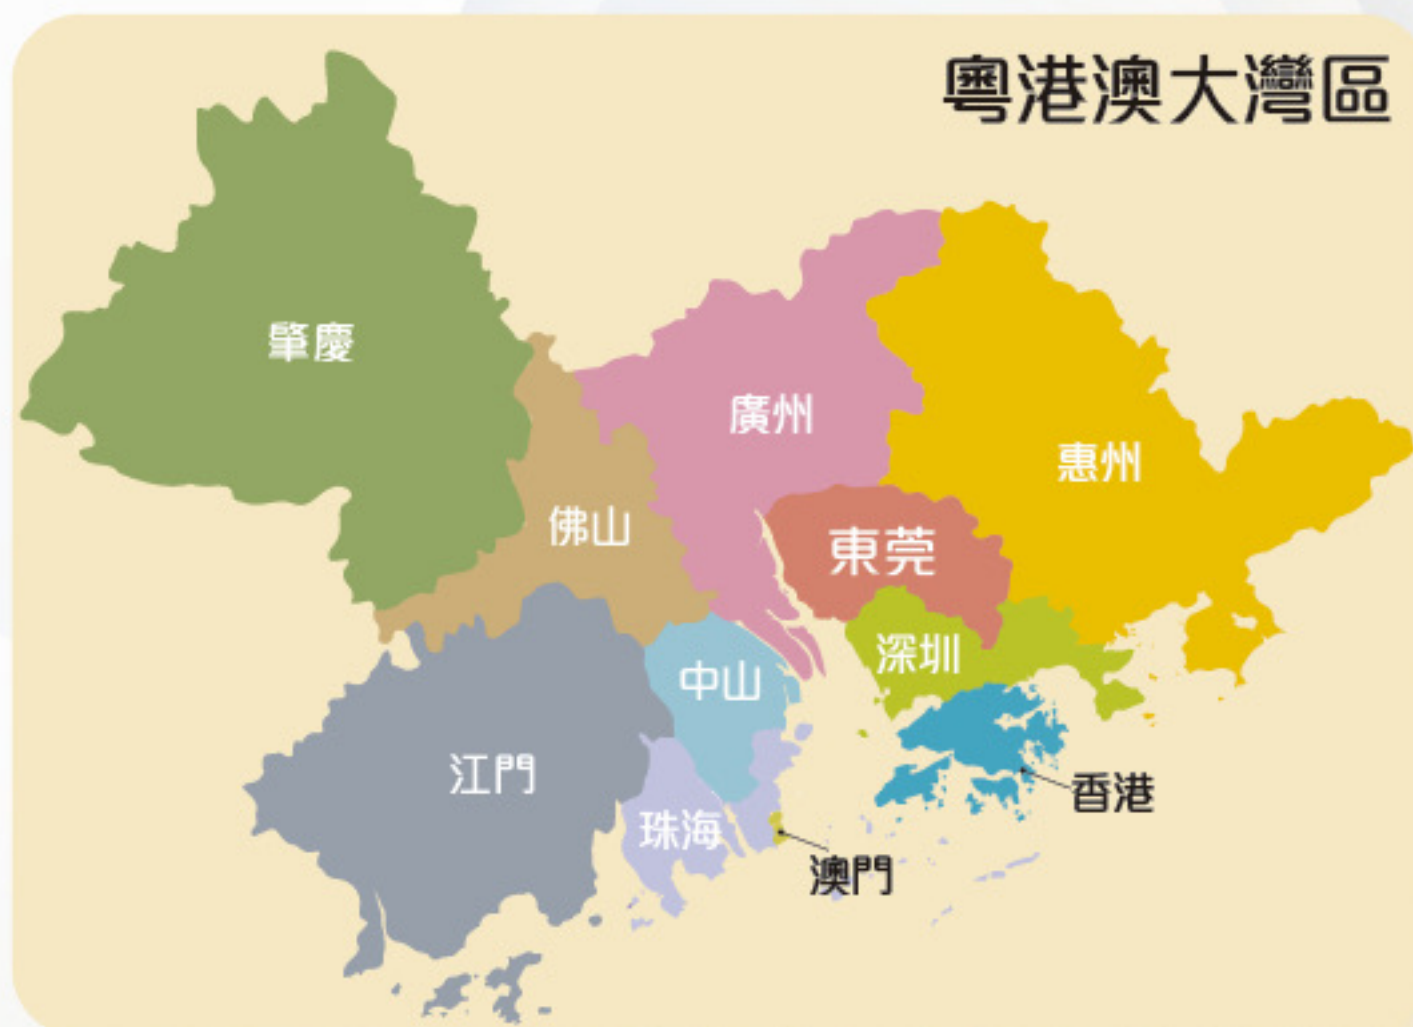 粵港澳大灣區
肇慶
廣州
惠州
佛山
東莞
深圳
中山
江門
香港
珠海
澳門